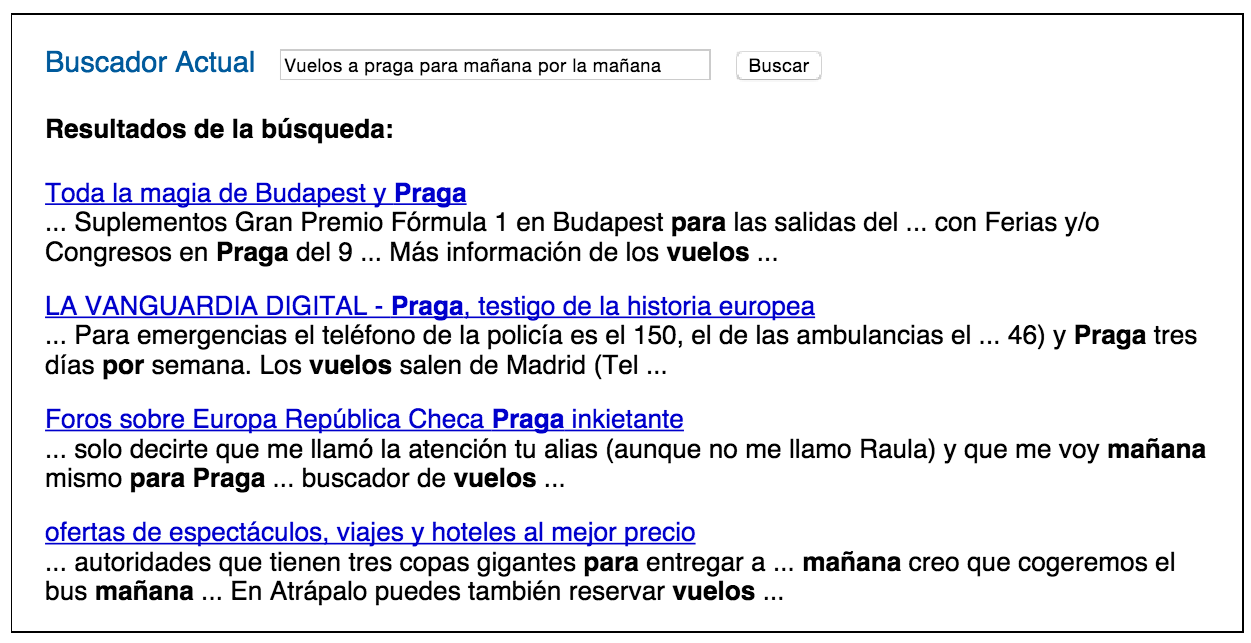 Buscador Actual Vuelos a praga para mañana por la mañana Buscar
Resultados de la búsqueda:
Toda la magia de Budapest y Praga
... Suplementos Gran Premio Fórmula 1 en Budapest para las salidas del ... con Ferias y/o
Congresos en Praga del 9 ... Más información de los vuelos ...
LA VANGUARDIA DIGITAL - Praga, testigo de la historia europea
... Para emergencias el teléfono de la policía es el 150, el de las ambulancias el ... 46) y Praga tres
días por semana. Los vuelos salen de Madrid (Tel ...
Foros sobre Europa República Checa Praga inkietante
... solo decirte que me llamó la atención tu alias (aunque no me llamo Raula) y que me voy mañana
mismo para Praga ... buscador de vuelos ...
ofertas de espectáculos, viajes y hoteles al mejor precio
... autoridades que tienen tres copas gigantes para entregar a ... mañana creo que cogeremos el
bus mañana ... En Atrápalo puedes también reservar vuelos ...